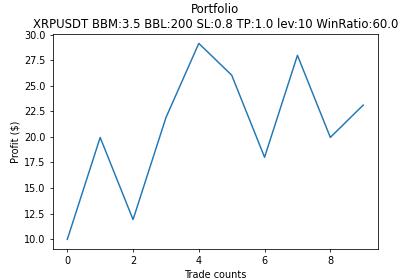 Portfolio
XRPUSDT BBM:3.5 BBL:200 SL:0.8 TP:1.0 lev:10 WinRatio:60.0
Profit ($)
30.0
27.5
25.0
22.5
20.0
17.5
15.0
12.5
10.0
0 2 4 6 8
Trade counts